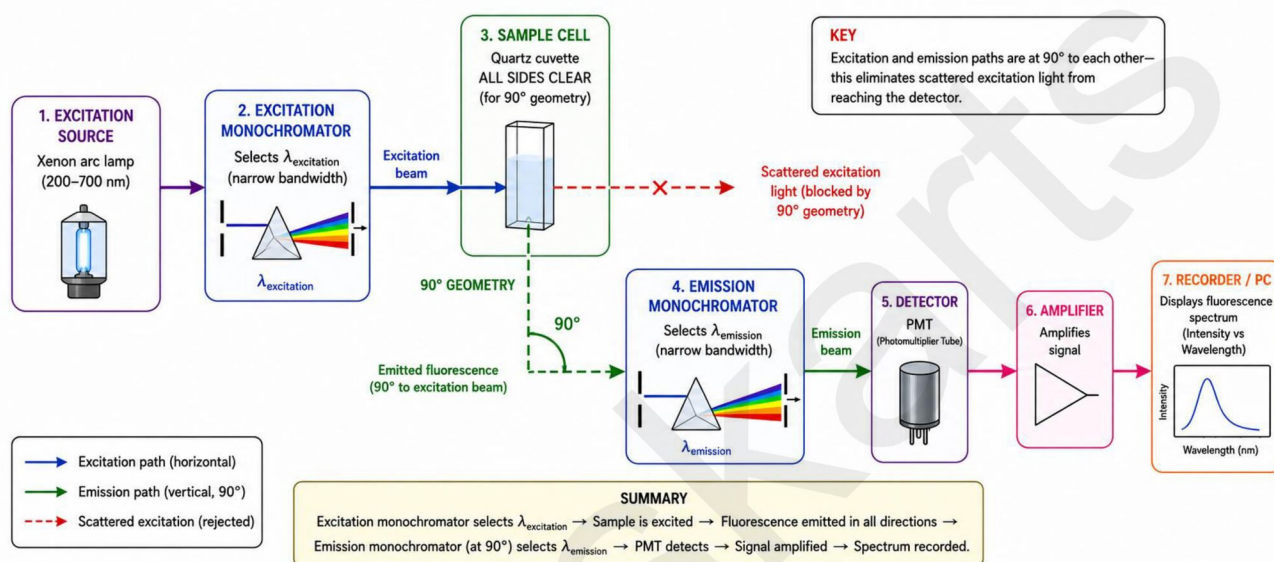 1. EXCITATION
SOURCE
Xenon arc lamp
(200–700 nm)
2. EXCITATION
MONOCHROMATOR
Selects λexcitation
(narrow bandwidth)
λexcitation
Excitation
beam
3. SAMPLE CELL
Quartz cuvette
ALL SIDES CLEAR
(for 90° geometry)
KEY
Excitation and emission paths are at 90° to each other—
this eliminates scattered excitation light from
reaching the detector.
Scattered excitation
light (blocked by
90° geometry)
90° GEOMETRY
90°
Emitted fluorescence
(90° to excitation beam)
4. EMISSION
MONOCHROMATOR
Selects λemission
(narrow bandwidth)
λemission
Emission
beam
5. DETECTOR
PMT
(Photomultiplier Tube)
6. AMPLIFIER
Amplifies
signal
7. RECORDER / PC
Displays fluorescence
spectrum
(Intensity vs
Wavelength)
Intensity
Wavelength (nm)
Excitation path (horizontal)
Emission path (vertical, 90°)
Scattered excitation (rejected)
SUMMARY
Excitation monochromator selects λexcitation → Sample is excited → Fluorescence emitted in all directions →
Emission monochromator (at 90°) selects λemission → PMT detects → Signal amplified → Spectrum recorded.